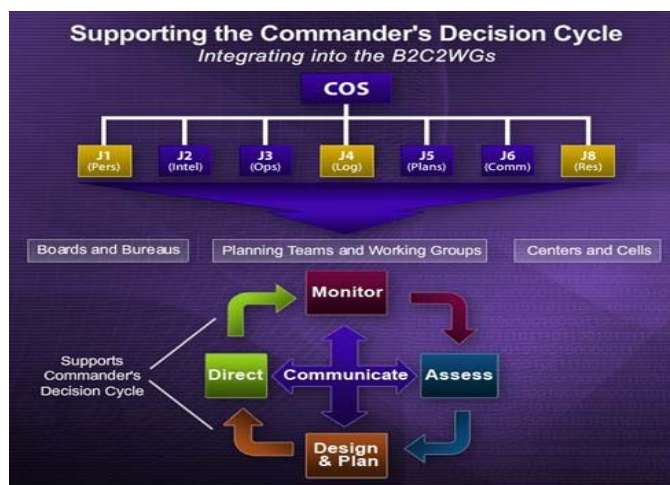 Supporting the Commander's Decision Cycle
Integrating into the B2C2WGs
COS
J1
(Pers)
J2
(Intel)
J3
(Ops)
J4
(Log)
J5
(Plans)
J6
(Comm)
J8
(Res)
Boards and Bureaus
Planning Teams and Working Groups
Centers and Cells
Monitor
Supports
Commander's
Decision Cycle
Direct
Communicate
Assess
Design
& Plan